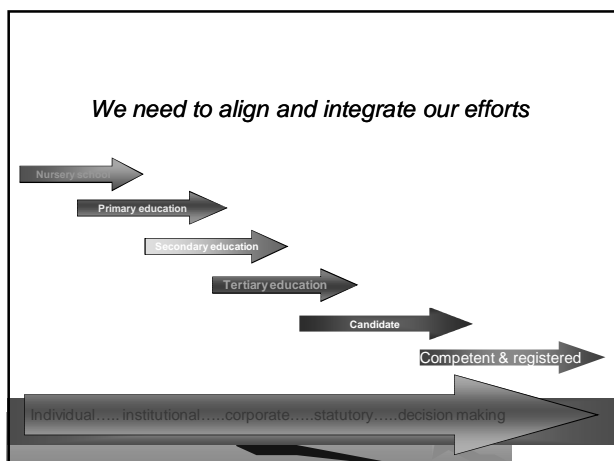 We need to align and integrate our efforts
Nursery school
Primary education
Secondary education
Tertiary education
Candidate
Competent & registered
Individual….. institutional…..corporate…..statutory…..decision making